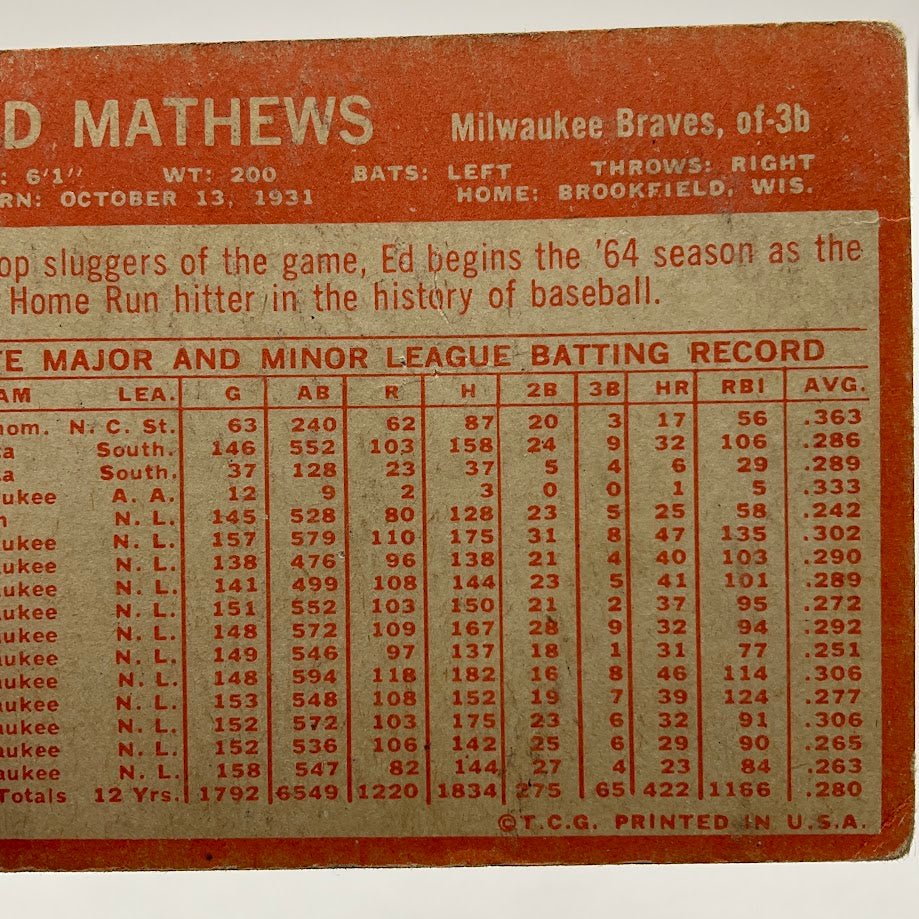 D MATHEWS Milwaukee Braves, of-3b
: 6'1" WT: 200 BATS: LEFT THROWS: RIGHT
RN: OCTOBER 13, 1931 HOME: BROOKFIELD, WIS.
op sluggers of the game, Ed begins the '64 season as the
Home Run hitter in the history of baseball.
TE MAJOR AND MINOR LEAGUE BATTING RECORD
AM LEA. G AB R H 2B 3B HR RBI AVG.
hom. N. C. St. 63 240 62 87 20 3 17 56 .363
ta South. 146 552 103 158 24 9 32 106 .286
ta South. 37 128 23 37 5 4 6 29 .289
ukee A. A. 12 9 2 3 0 0 1 5 .333
n N. L. 145 528 80 128 23 5 25 58 .242
aukee N. L. 157 579 110 175 31 8 47 135 .302
aukee N. L. 138 476 96 138 21 4 40 103 .290
aukee N. L. 141 499 108 144 23 5 41 101 .289
aukee N. L. 151 552 103 150 21 2 37 95 .272
aukee N. L. 148 572 109 167 28 9 32 94 .292
aukee N. L. 149 546 97 137 18 1 31 77 .251
aukee N. L. 148 594 118 182 16 8 46 114 .306
aukee N. L. 153 548 108 152 19 7 39 124 .277
aukee N. L. 152 572 103 175 23 6 32 91 .306
aukee N. L. 152 536 106 142 25 6 29 90 .265
aukee N. L. 158 547 82 144 27 4 23 84 .263
Totals 12 Yrs. 1792 6549 1220 1834 275 65 422 1166 .280
©T.C.G. PRINTED IN U.S.A.